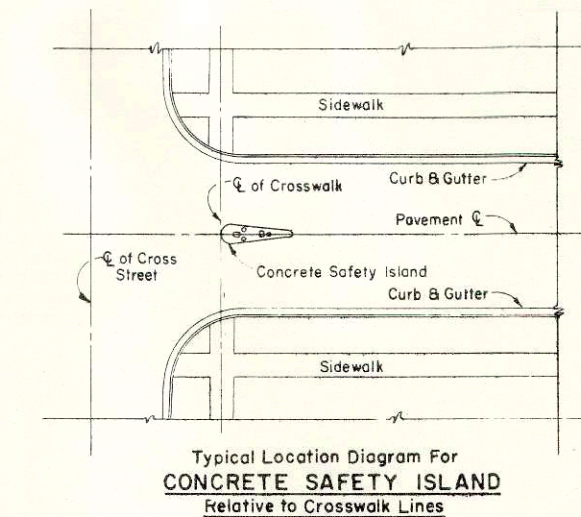 Sidewalk
℄ of Crosswalk
Curb & Gutter
Pavement ℄
℄ of Cross
Street
Concrete Safety Island
Curb & Gutter
Sidewalk
Typical Location Diagram For
CONCRETE SAFETY ISLAND
Relative to Crosswalk Lines